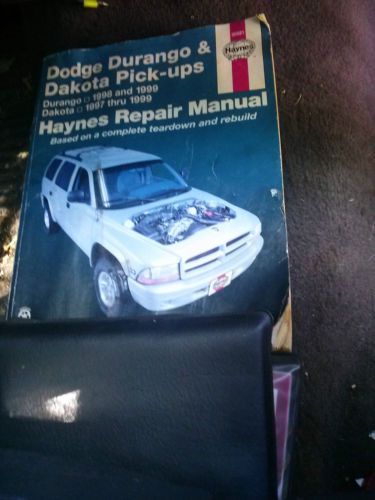 Dodge Durango &
Dakota Pick-ups
Durango □ 1998 and 1999
Dakota □ 1997 thru 1999
Haynes Repair Manual
Based on a complete teardown and rebuild
Haynes